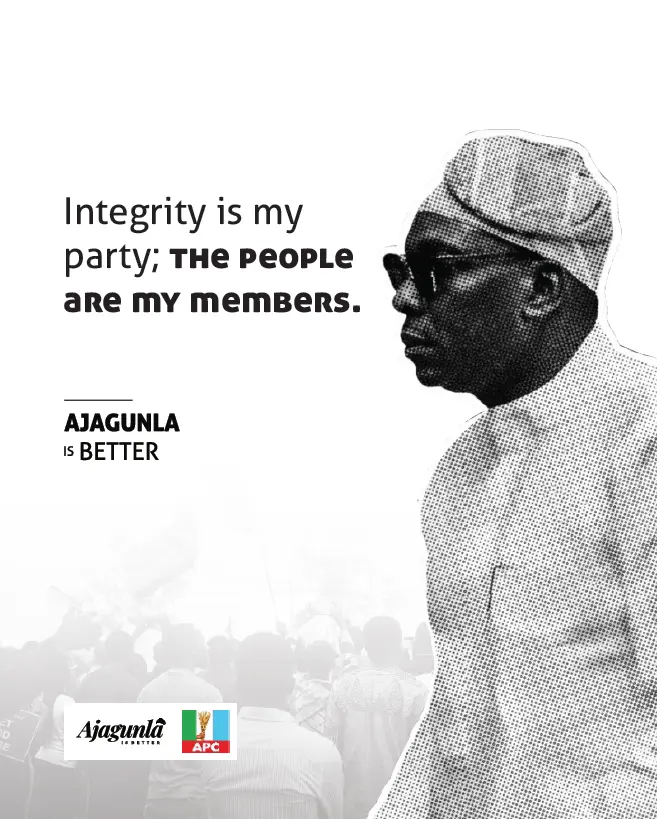 Integrity is my
party; THE PEOPLE
ARE MY MEMBERS.
AJAGUNLA
IS BETTER
Ajagunla
IS BETTER
APC